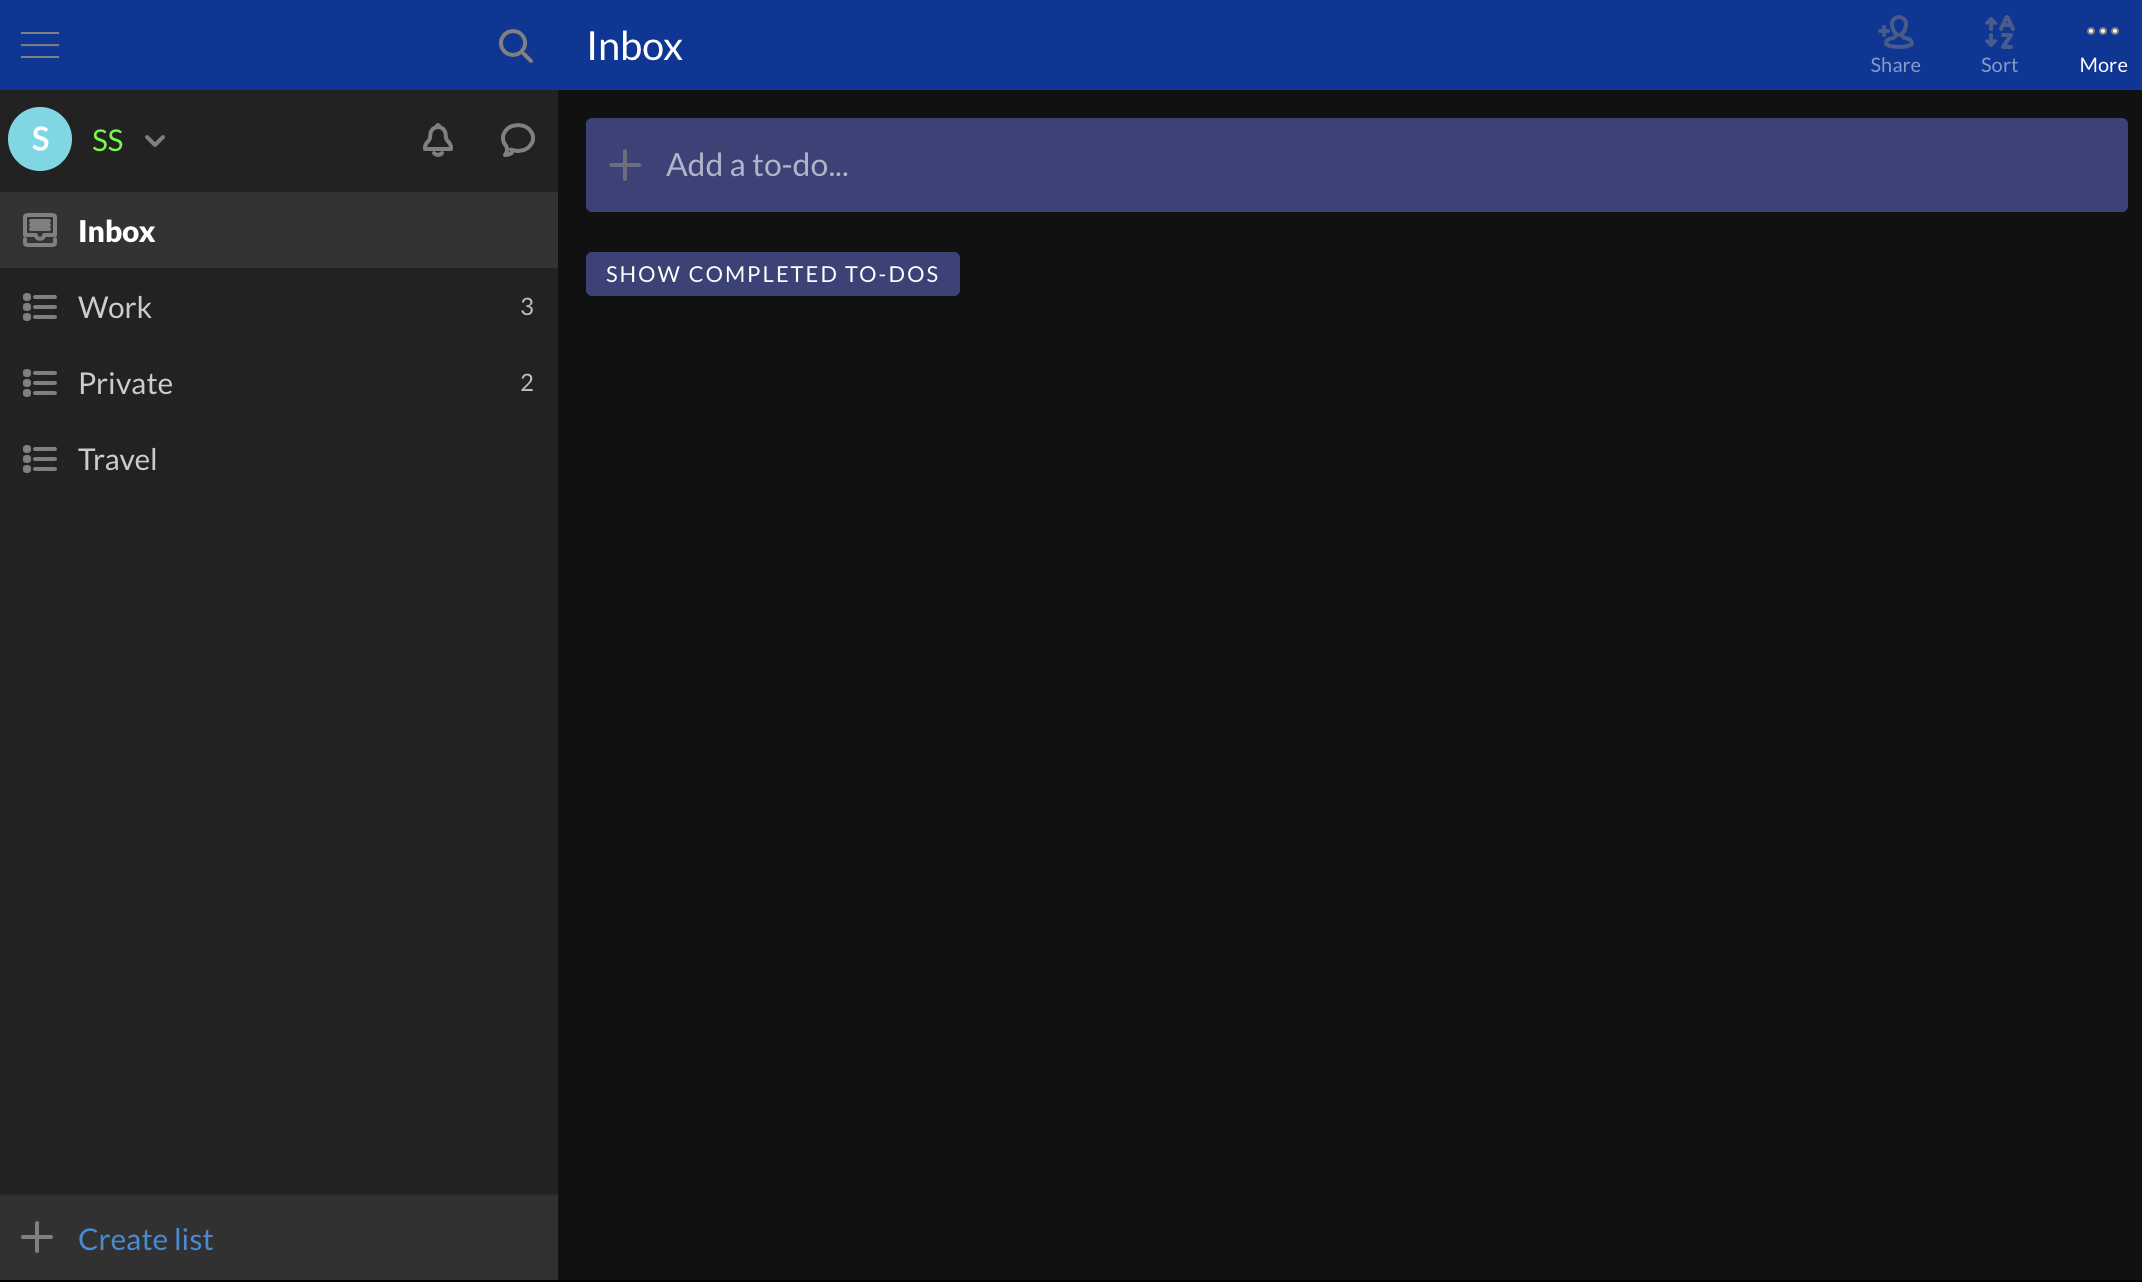 Inbox
Share
Sort
More
S
SS
Inbox
Work 3
Private 2
Travel
Create list
Add a to-do...
SHOW COMPLETED TO-DOS